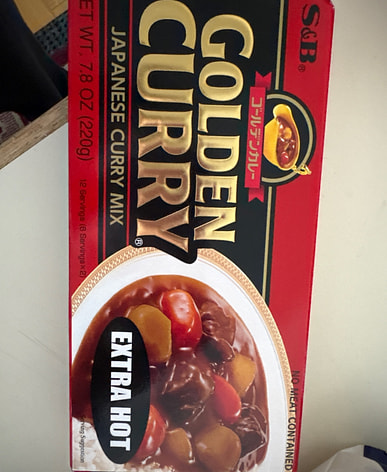 S&B®
ゴールデンカレー
GOLDEN
CURRY®
JAPANESE CURRY MIX
NET WT. 7.8 OZ (220g)
EXTRA HOT
NO MEAT CONTAINED